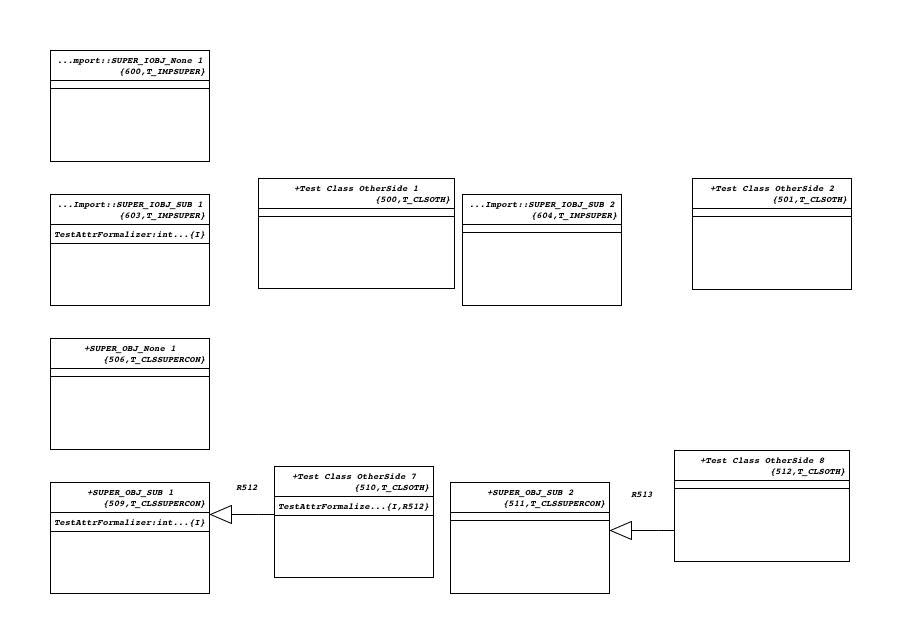 ...mport::SUPER_IOBJ_None 1
{600,T_IMPSUPER}
+Test Class OtherSide 1
{500,T_CLSOTH}
+Test Class OtherSide 2
{501,T_CLSOTH}
...Import::SUPER_IOBJ_SUB 1
{603,T_IMPSUPER}
TestAttrFormalizer:int...{I}
...Import::SUPER_IOBJ_SUB 2
{604,T_IMPSUPER}
+SUPER_OBJ_None 1
{506,T_CLSSUPERCON}
+Test Class OtherSide 8
{512,T_CLSOTH}
+Test Class OtherSide 7
{510,T_CLSOTH}
TestAttrFormalize...{I,R512}
+SUPER_OBJ_SUB 1
{509,T_CLSSUPERCON}
TestAttrFormalizer:int...{I}
R512
+SUPER_OBJ_SUB 2
{511,T_CLSSUPERCON}
R513